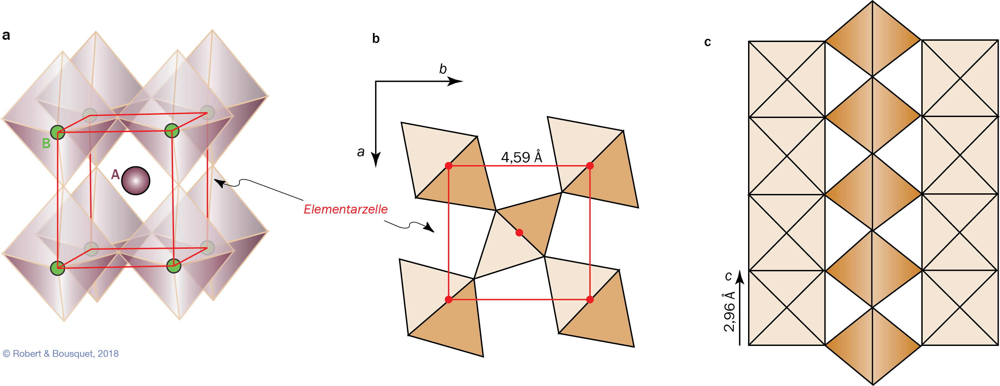 a
B
A
Elementarzelle
© Robert & Bousquet, 2018
b
b
a
4,59 Å
c
c
2,96 Å